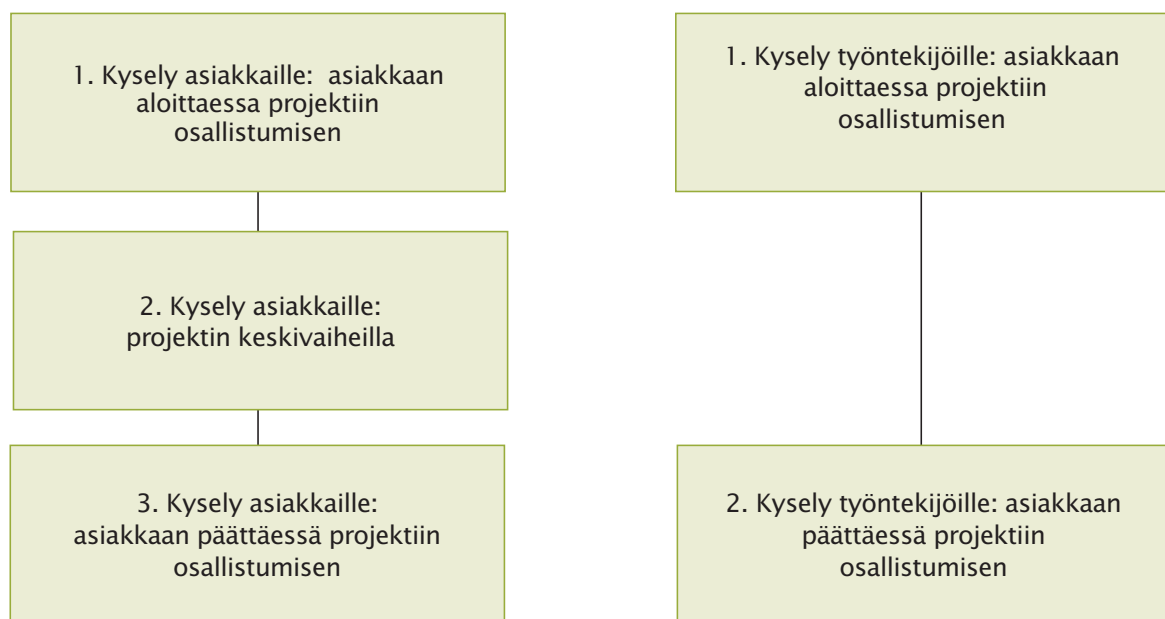 1. Kysely asiakkaille: asiakkaan
aloittaessa projektiin
osallistumisen
2. Kysely asiakkaille:
projektin keskivaiheilla
3. Kysely asiakkaille:
asiakkaan päättäessä projektiin
osallistumisen
1. Kysely työntekijöille: asiakkaan
aloittaessa projektiin
osallistumisen
2. Kysely työntekijöille: asiakkaan
päättäessä projektiin
osallistumisen